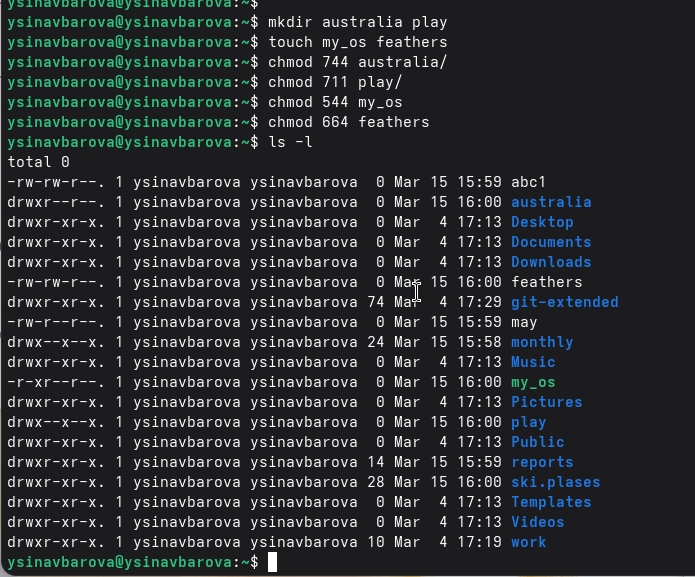 ysinavbarova@ysinavbarova:~$
ysinavbarova@ysinavbarova:~$ mkdir australia play
ysinavbarova@ysinavbarova:~$ touch my_os feathers
ysinavbarova@ysinavbarova:~$ chmod 744 australia/
ysinavbarova@ysinavbarova:~$ chmod 711 play/
ysinavbarova@ysinavbarova:~$ chmod 544 my_os
ysinavbarova@ysinavbarova:~$ chmod 664 feathers
ysinavbarova@ysinavbarova:~$ ls -l
total 0
-rw-rw-r--. 1 ysinavbarova ysinavbarova  0 Mar 15 15:59 abc1
drwxr--r--. 1 ysinavbarova ysinavbarova  0 Mar 15 16:00 australia
drwxr-xr-x. 1 ysinavbarova ysinavbarova  0 Mar  4 17:13 Desktop
drwxr-xr-x. 1 ysinavbarova ysinavbarova  0 Mar  4 17:13 Documents
drwxr-xr-x. 1 ysinavbarova ysinavbarova  0 Mar  4 17:13 Downloads
-rw-rw-r--. 1 ysinavbarova ysinavbarova  0 Mar 15 16:00 feathers
drwxr-xr-x. 1 ysinavbarova ysinavbarova 74 Mar  4 17:29 git-extended
-rw-r--r--. 1 ysinavbarova ysinavbarova  0 Mar 15 15:59 may
drwx--x--x. 1 ysinavbarova ysinavbarova 24 Mar 15 15:58 monthly
drwxr-xr-x. 1 ysinavbarova ysinavbarova  0 Mar  4 17:13 Music
-r-xr--r--. 1 ysinavbarova ysinavbarova  0 Mar 15 16:00 my_os
drwxr-xr-x. 1 ysinavbarova ysinavbarova  0 Mar  4 17:13 Pictures
drwx--x--x. 1 ysinavbarova ysinavbarova  0 Mar 15 16:00 play
drwxr-xr-x. 1 ysinavbarova ysinavbarova  0 Mar  4 17:13 Public
drwxr-xr-x. 1 ysinavbarova ysinavbarova 14 Mar 15 15:59 reports
drwxr-xr-x. 1 ysinavbarova ysinavbarova 28 Mar 15 16:00 ski.plases
drwxr-xr-x. 1 ysinavbarova ysinavbarova  0 Mar  4 17:13 Templates
drwxr-xr-x. 1 ysinavbarova ysinavbarova  0 Mar  4 17:13 Videos
drwxr-xr-x. 1 ysinavbarova ysinavbarova 10 Mar  4 17:19 work
ysinavbarova@ysinavbarova:~$